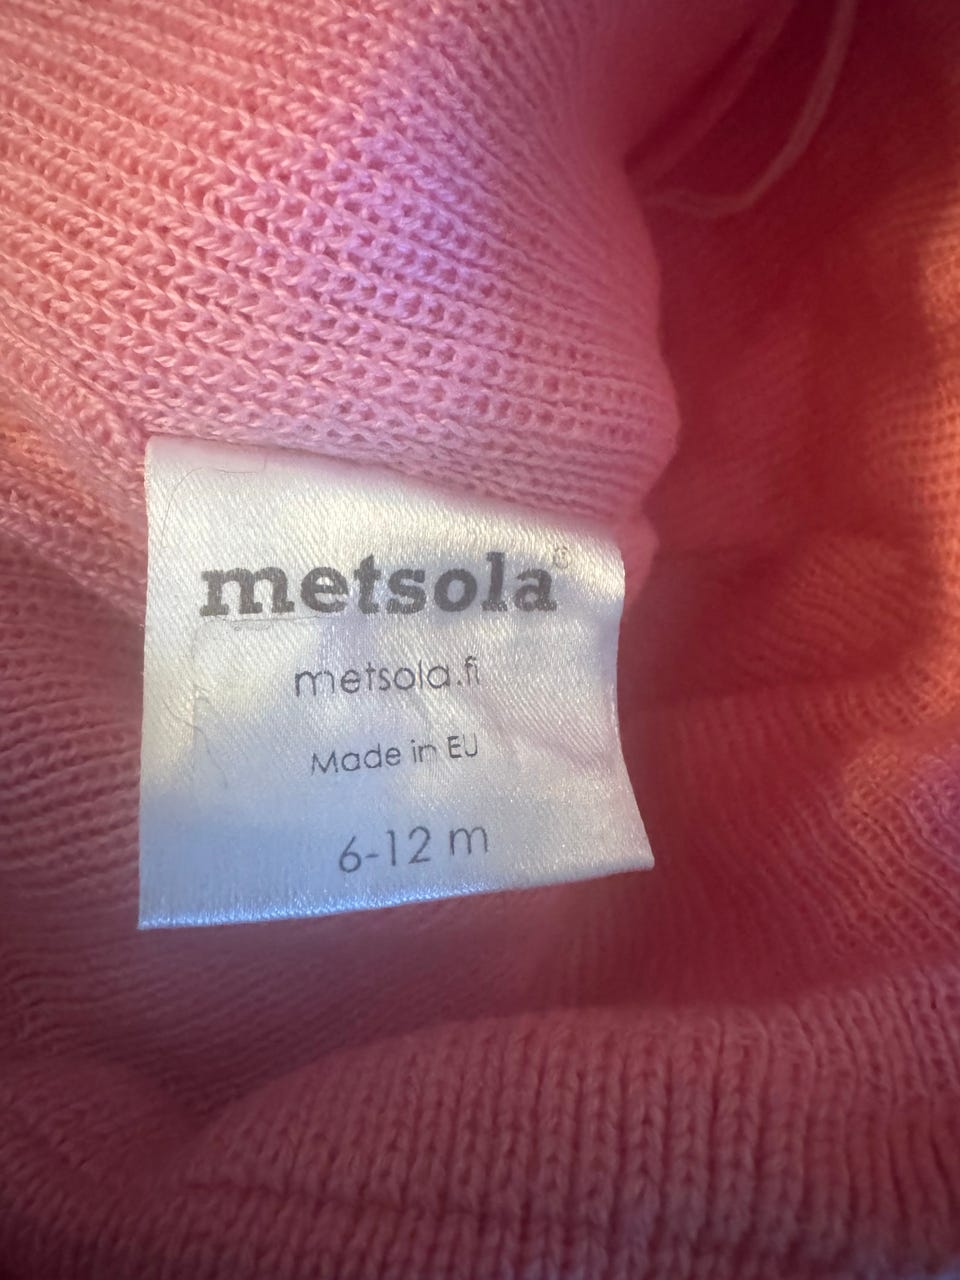 metsola®
metsola.fi
Made in EU
6-12 m